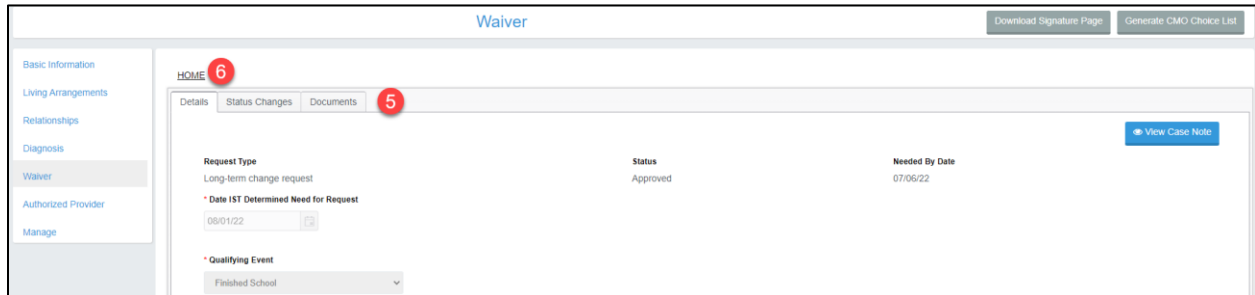 Waiver
Download Signature Page
Generate CMO Choice List
Basic Information
Living Arrangements
Relationships
Diagnosis
Waiver
Authorized Provider
Manage
HOME 6
Details Status Changes Documents 5
View Case Note
Request Type Status Needed By Date
Long-term change request Approved 07/06/22
* Date IST Determined Need for Request
08/01/22
* Qualifying Event
Finished School